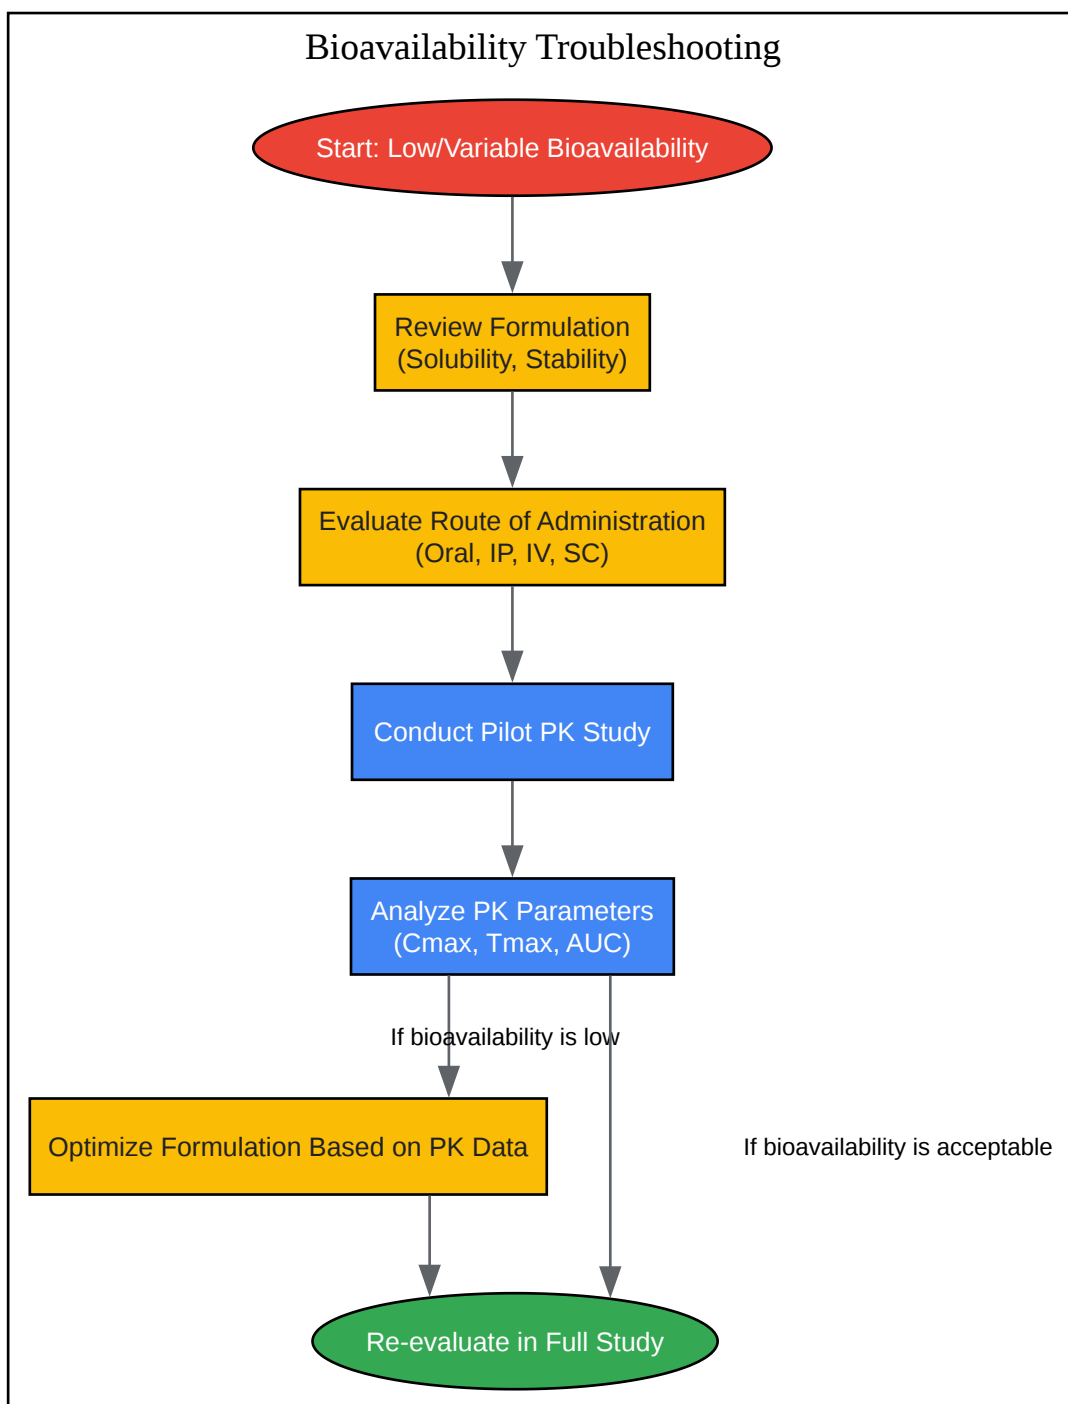 Bioavailability Troubleshooting
Start: Low/Variable Bioavailability
Review Formulation
(Solubility, Stability)
Evaluate Route of Administration
(Oral, IP, IV, SC)
Conduct Pilot PK Study
Analyze PK Parameters
(Cmax, Tmax, AUC)
If bioavailability is low
Optimize Formulation Based on PK Data
If bioavailability is acceptable
Re-evaluate in Full Study